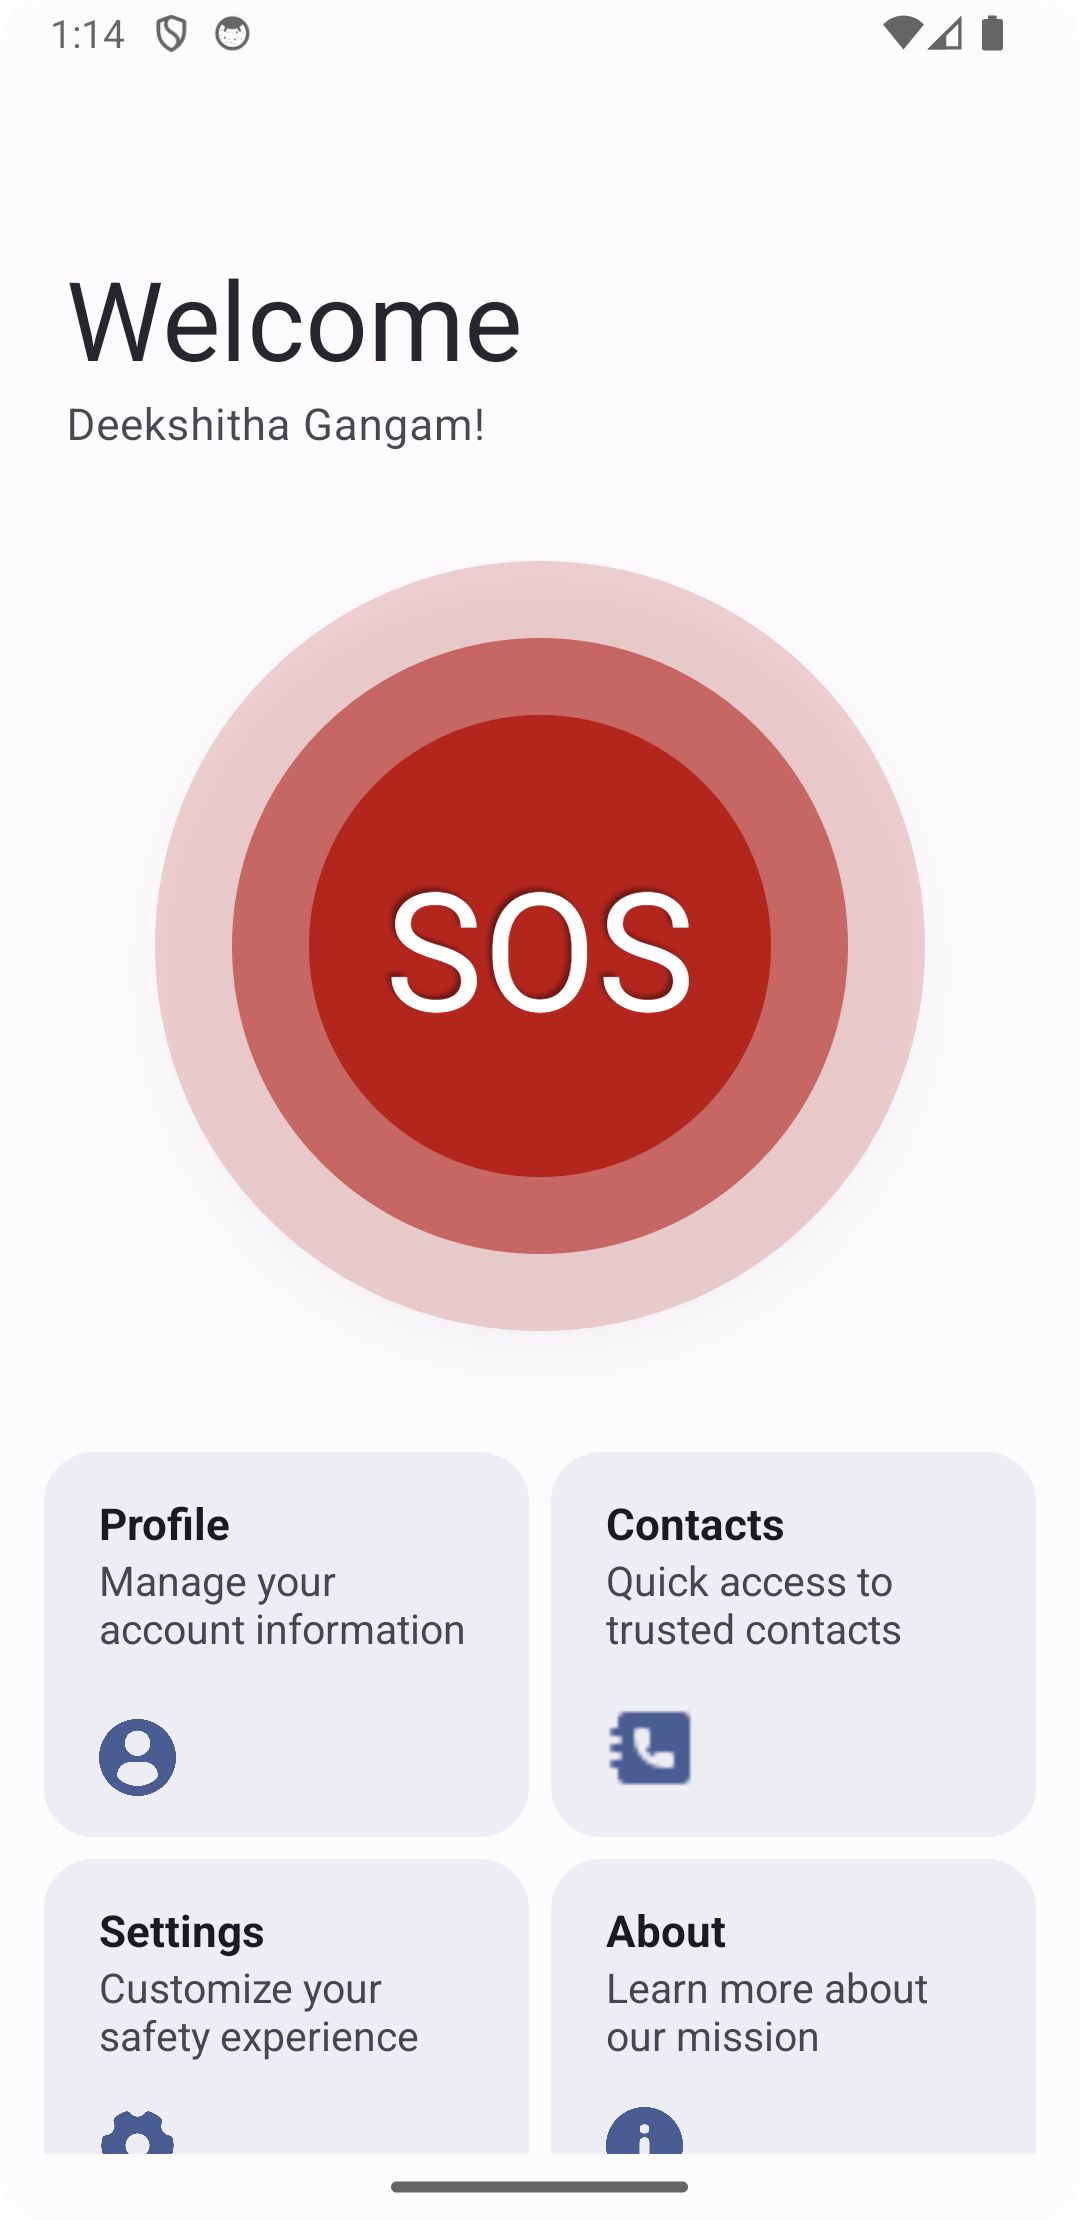 1:14
Welcome
Deekshitha Gangam!
SOS
Profile
Manage your
account information
Contacts
Quick access to
trusted contacts
Settings
Customize your
safety experience
About
Learn more about
our mission